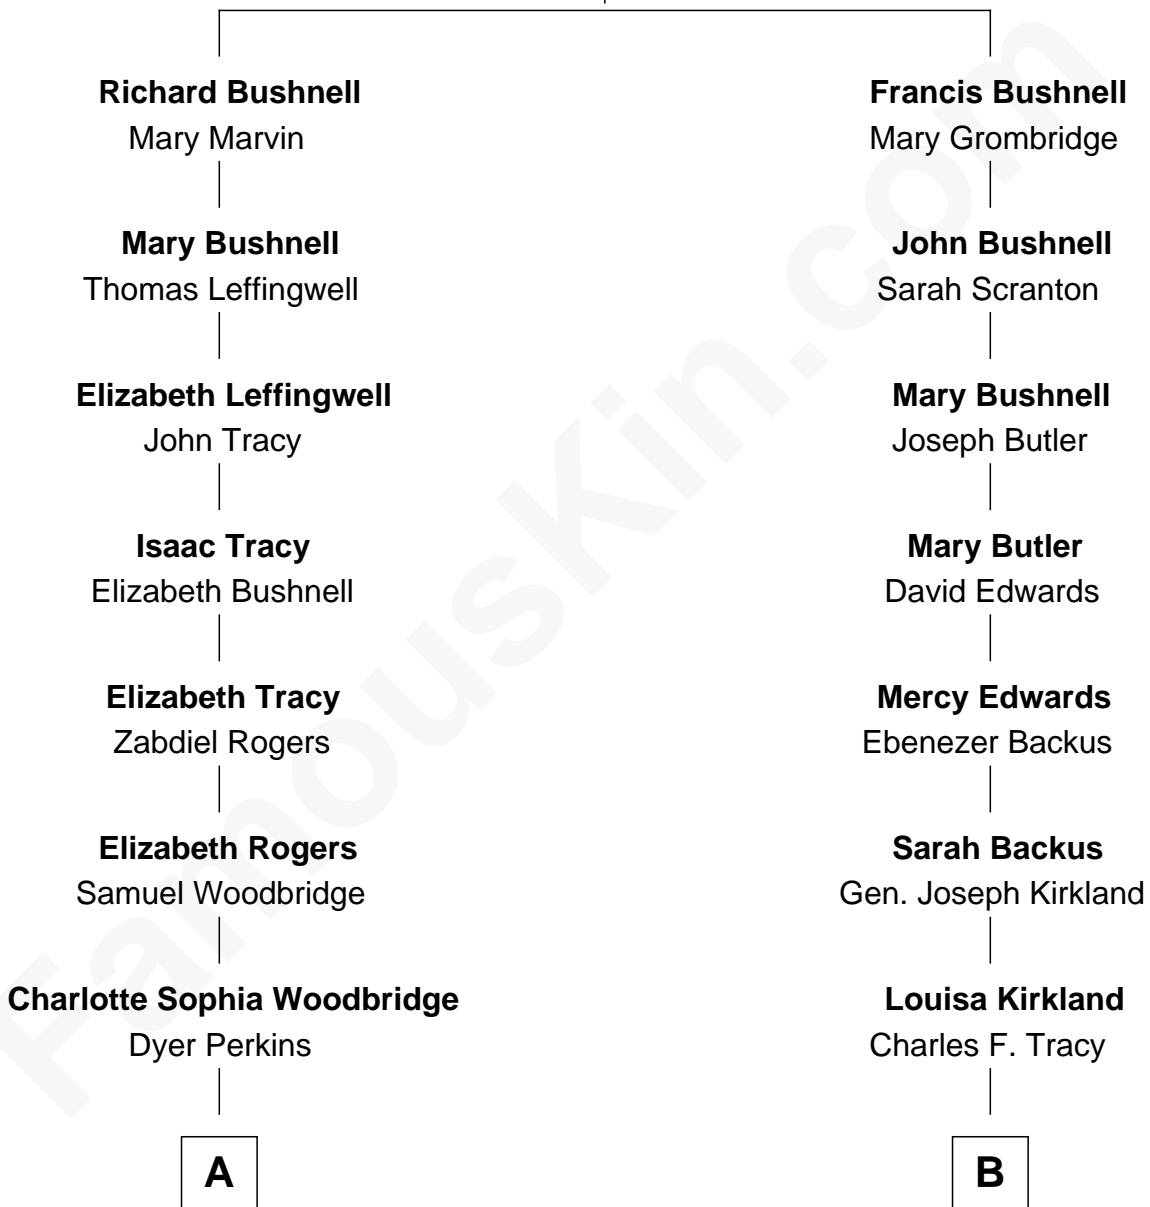 Richard Bushnell
Mary Marvin
Mary Bushnell
Thomas Leffingwell
Elizabeth Leffingwell
John Tracy
Isaac Tracy
Elizabeth Bushnell
Elizabeth Tracy
Zabdiel Rogers
Elizabeth Rogers
Samuel Woodbridge
Charlotte Sophia Woodbridge
Dyer Perkins
A
Francis Bushnell
Mary Grombridge
John Bushnell
Sarah Scranton
Mary Bushnell
Joseph Butler
Mary Butler
David Edwards
Mercy Edwards
Ebenezer Backus
Sarah Backus
Gen. Joseph Kirkland
Louisa Kirkland
Charles F. Tracy
B
FamousKin.com